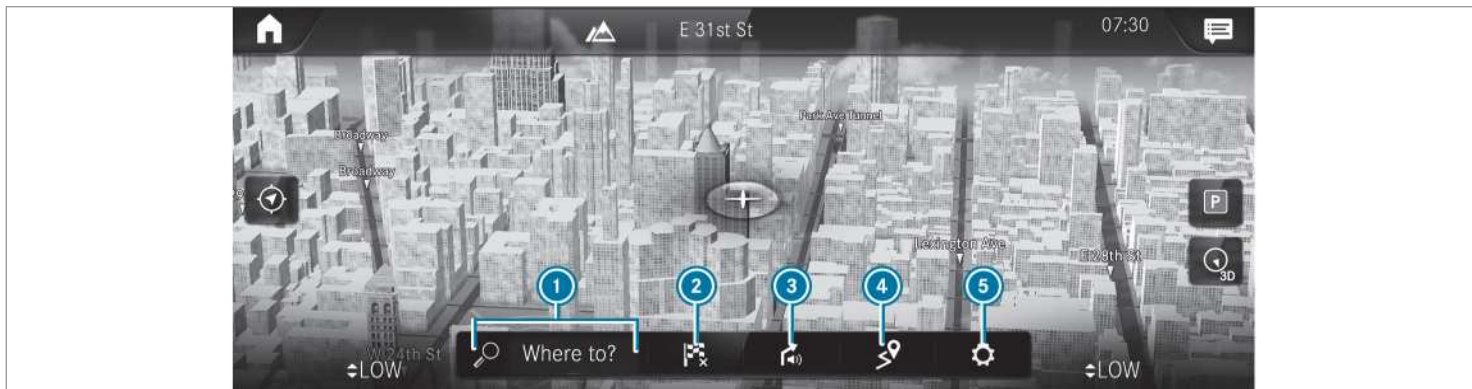 E 31st St
07:30
Park Ave Tunnel
Broadway
Broadway
P
Lexington Ave
E 28th St
3D
1
2
3
4
5
W 24th St
Where to?
LOW
LOW